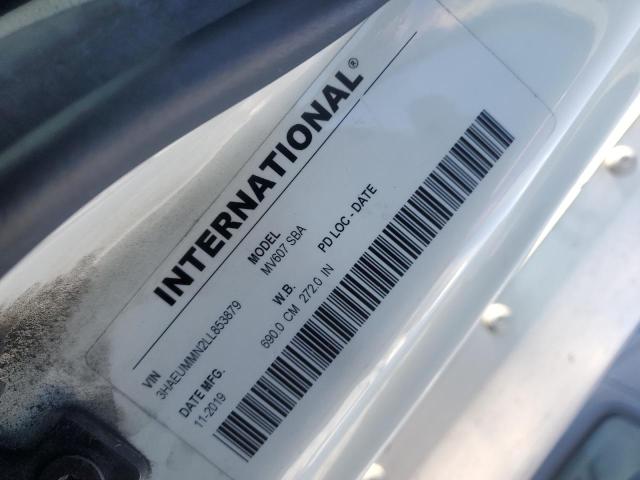 INTERNATIONAL®
VIN MODEL
3HAEUMMN2LL853879 MV607 SBA
DATE MFG. W.B. PD LOC - DATE
11-2019 690.0 CM 272.0 IN